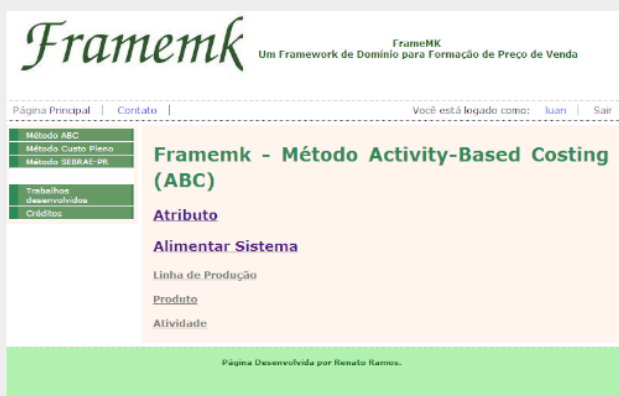 Framemk
FrameMK
Um Framework de Domínio para Formação de Preço de Venda
Página Principal | Contato |
Você está logado como: luan | Sair
Método ABC
Método Custo Pleno
Método SEBRAE-PR
Trabalhos
desenvolvidos
Créditos
Framemk - Método Activity-Based Costing
(ABC)
Atributo
Alimentar Sistema
Linha de Produção
Produto
Atividade
Página Desenvolvida por Renato Ramos.